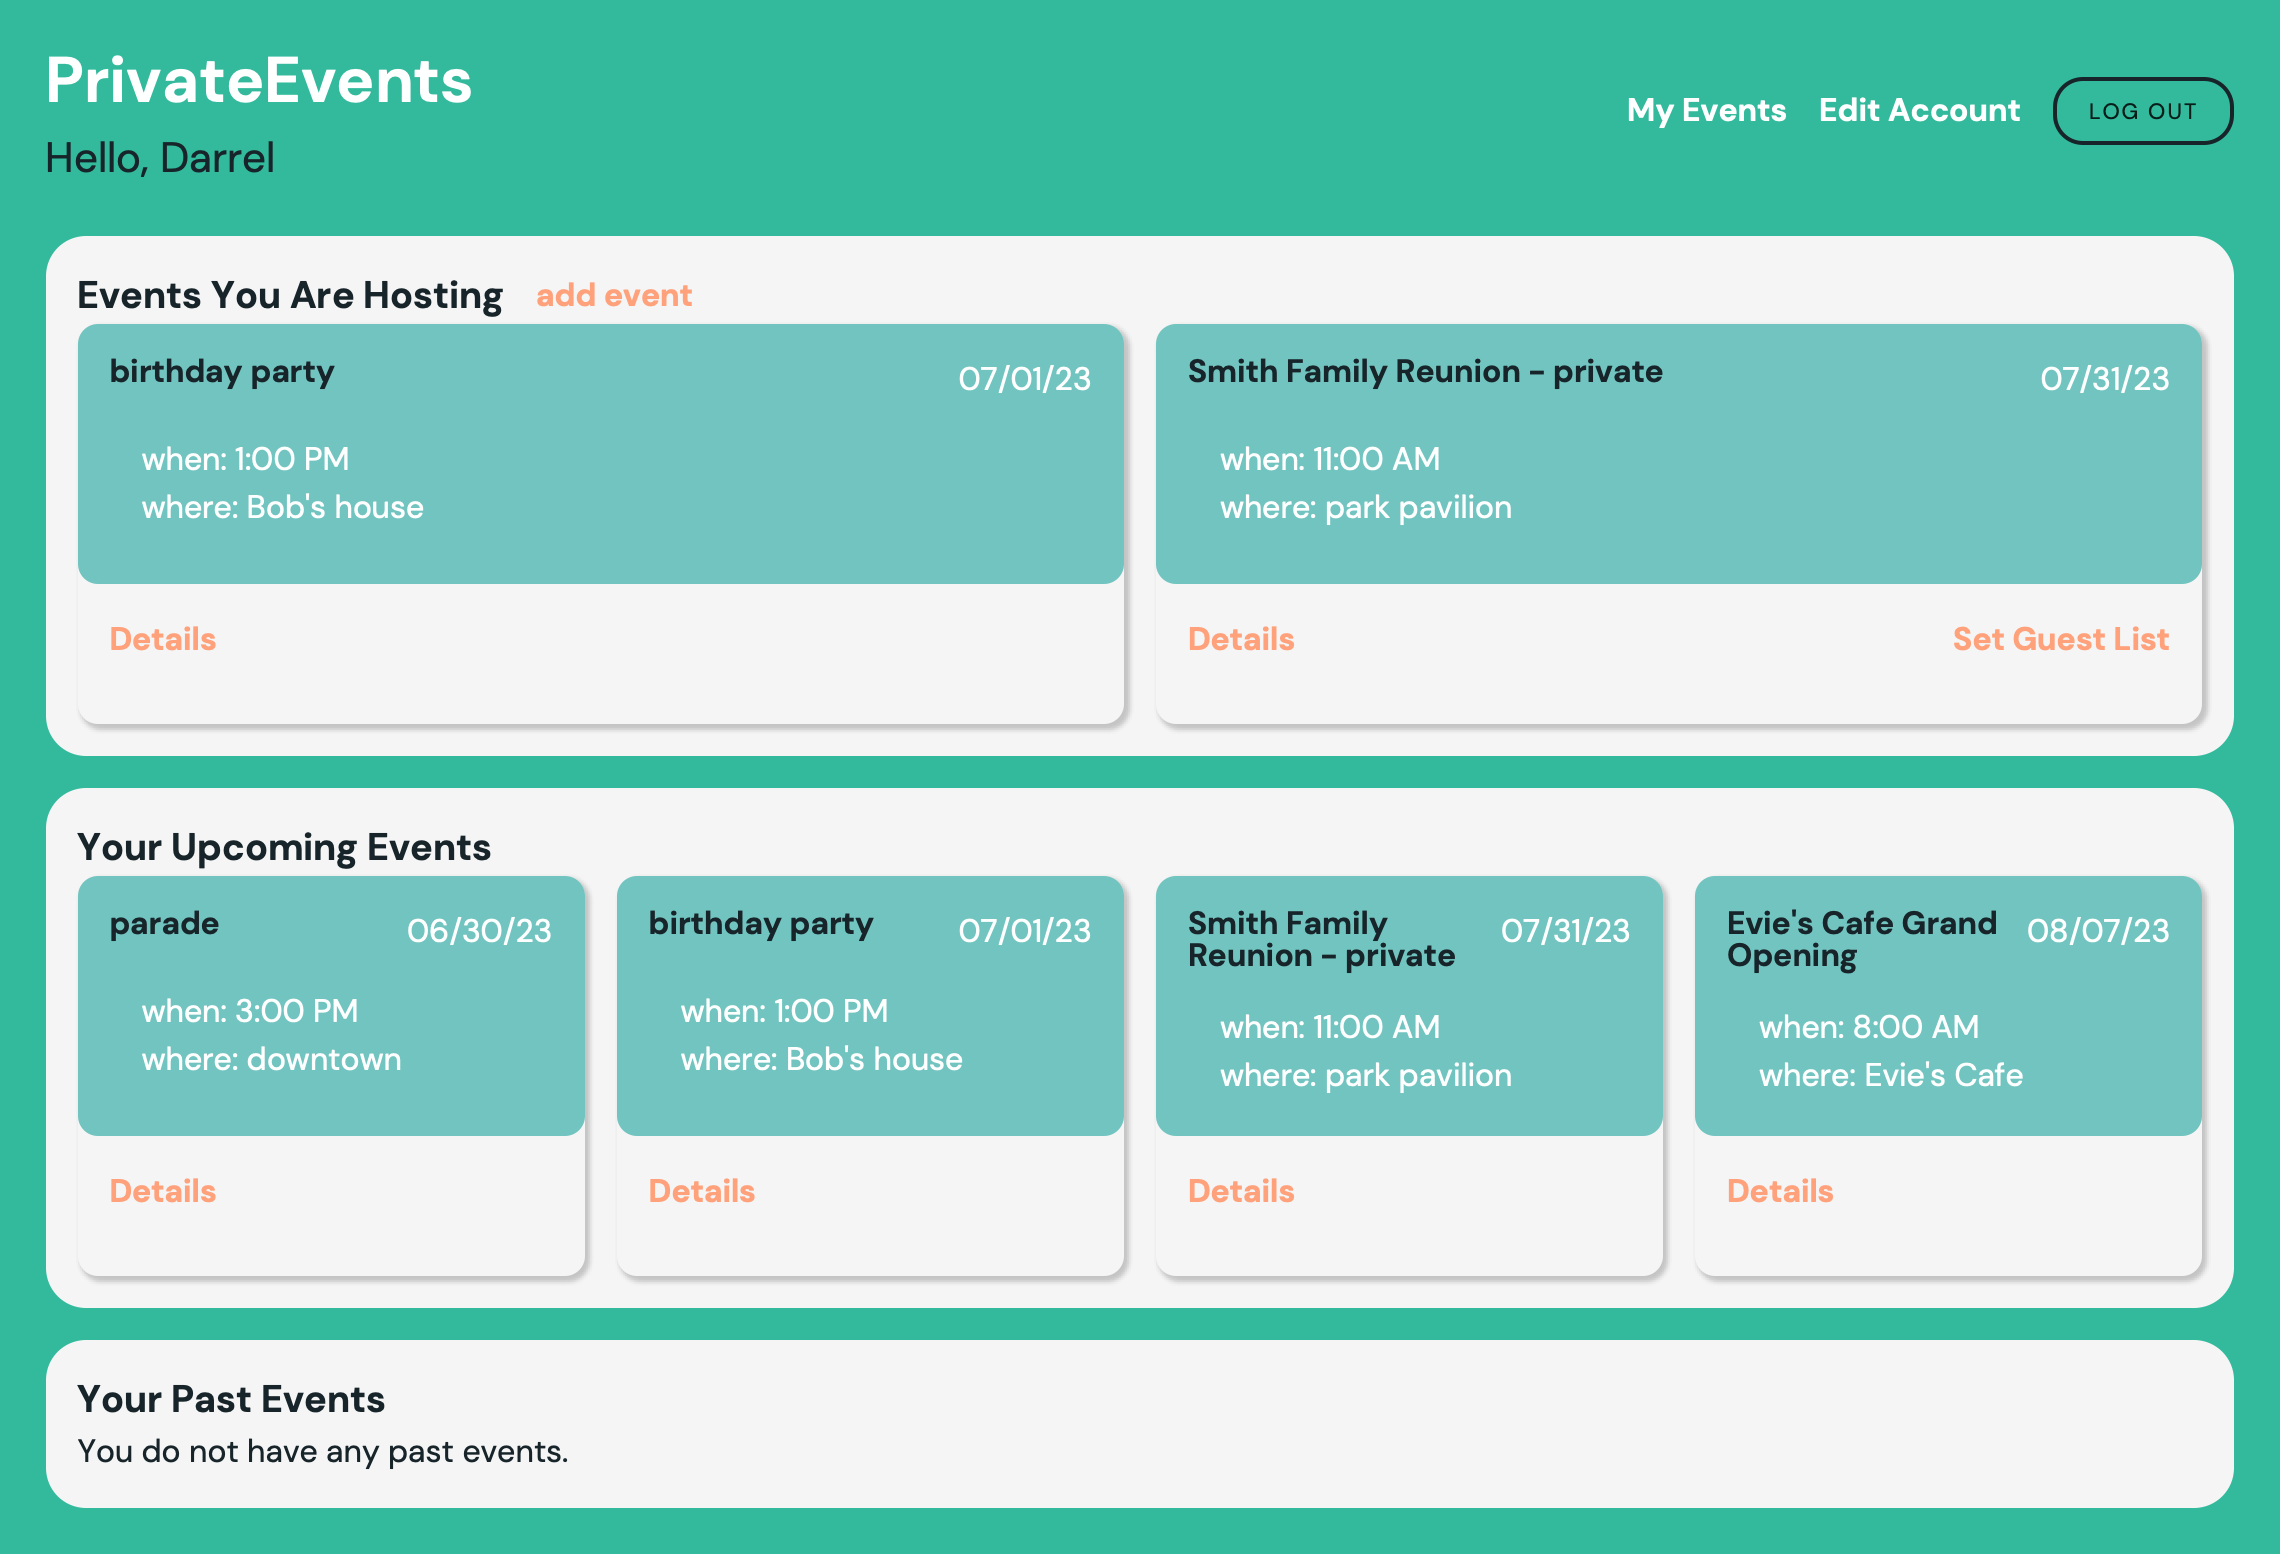 PrivateEvents
Hello, Darrel
My Events Edit Account LOG OUT
Events You Are Hosting add event
birthday party 07/01/23
when: 1:00 PM
where: Bob's house
Details
Smith Family Reunion - private 07/31/23
when: 11:00 AM
where: park pavilion
Details Set Guest List
Your Upcoming Events
parade 06/30/23
when: 3:00 PM
where: downtown
Details
birthday party 07/01/23
when: 1:00 PM
where: Bob's house
Details
Smith Family 07/31/23
Reunion - private
when: 11:00 AM
where: park pavilion
Details
Evie's Cafe Grand 08/07/23
Opening
when: 8:00 AM
where: Evie's Cafe
Details
Your Past Events
You do not have any past events.